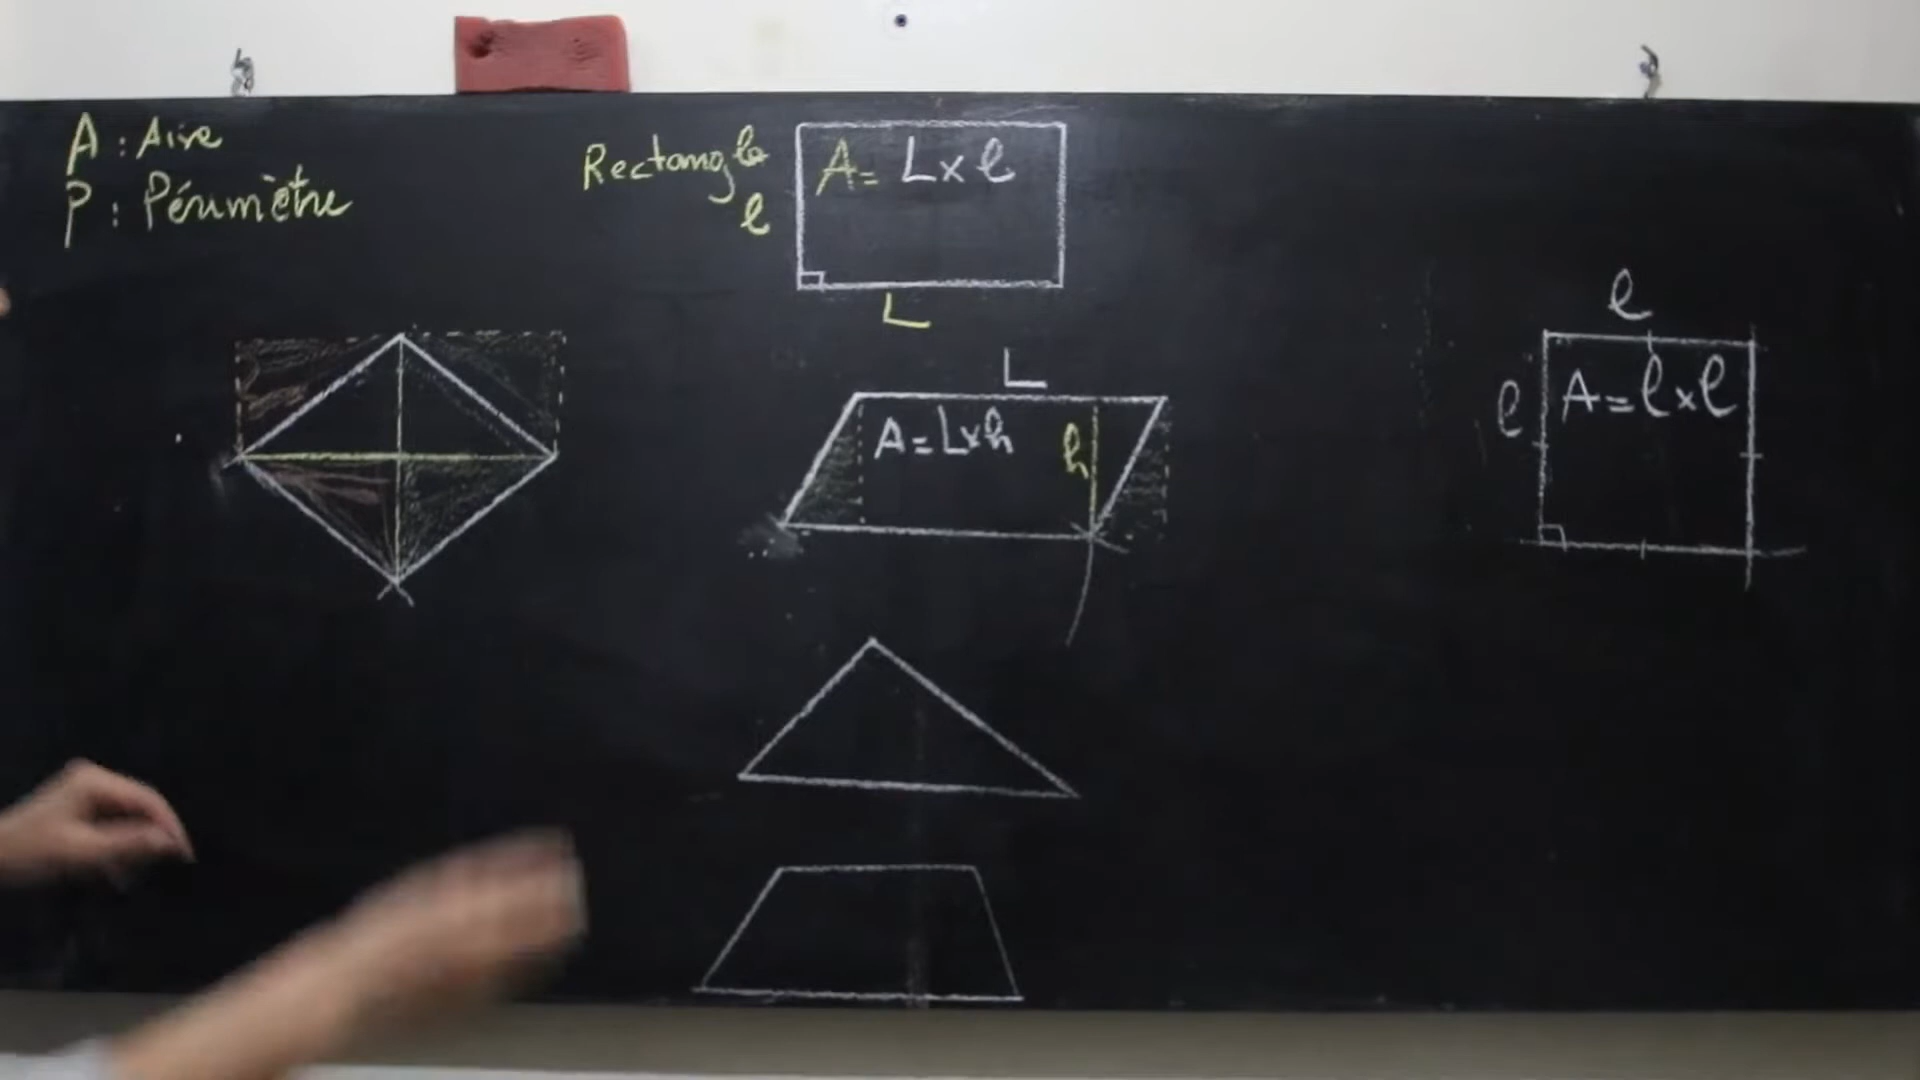 A : Aire
P : Périmètre
Rectangle
l
A = L x l
L
L
A = L x h
h
l
l
A = l x l